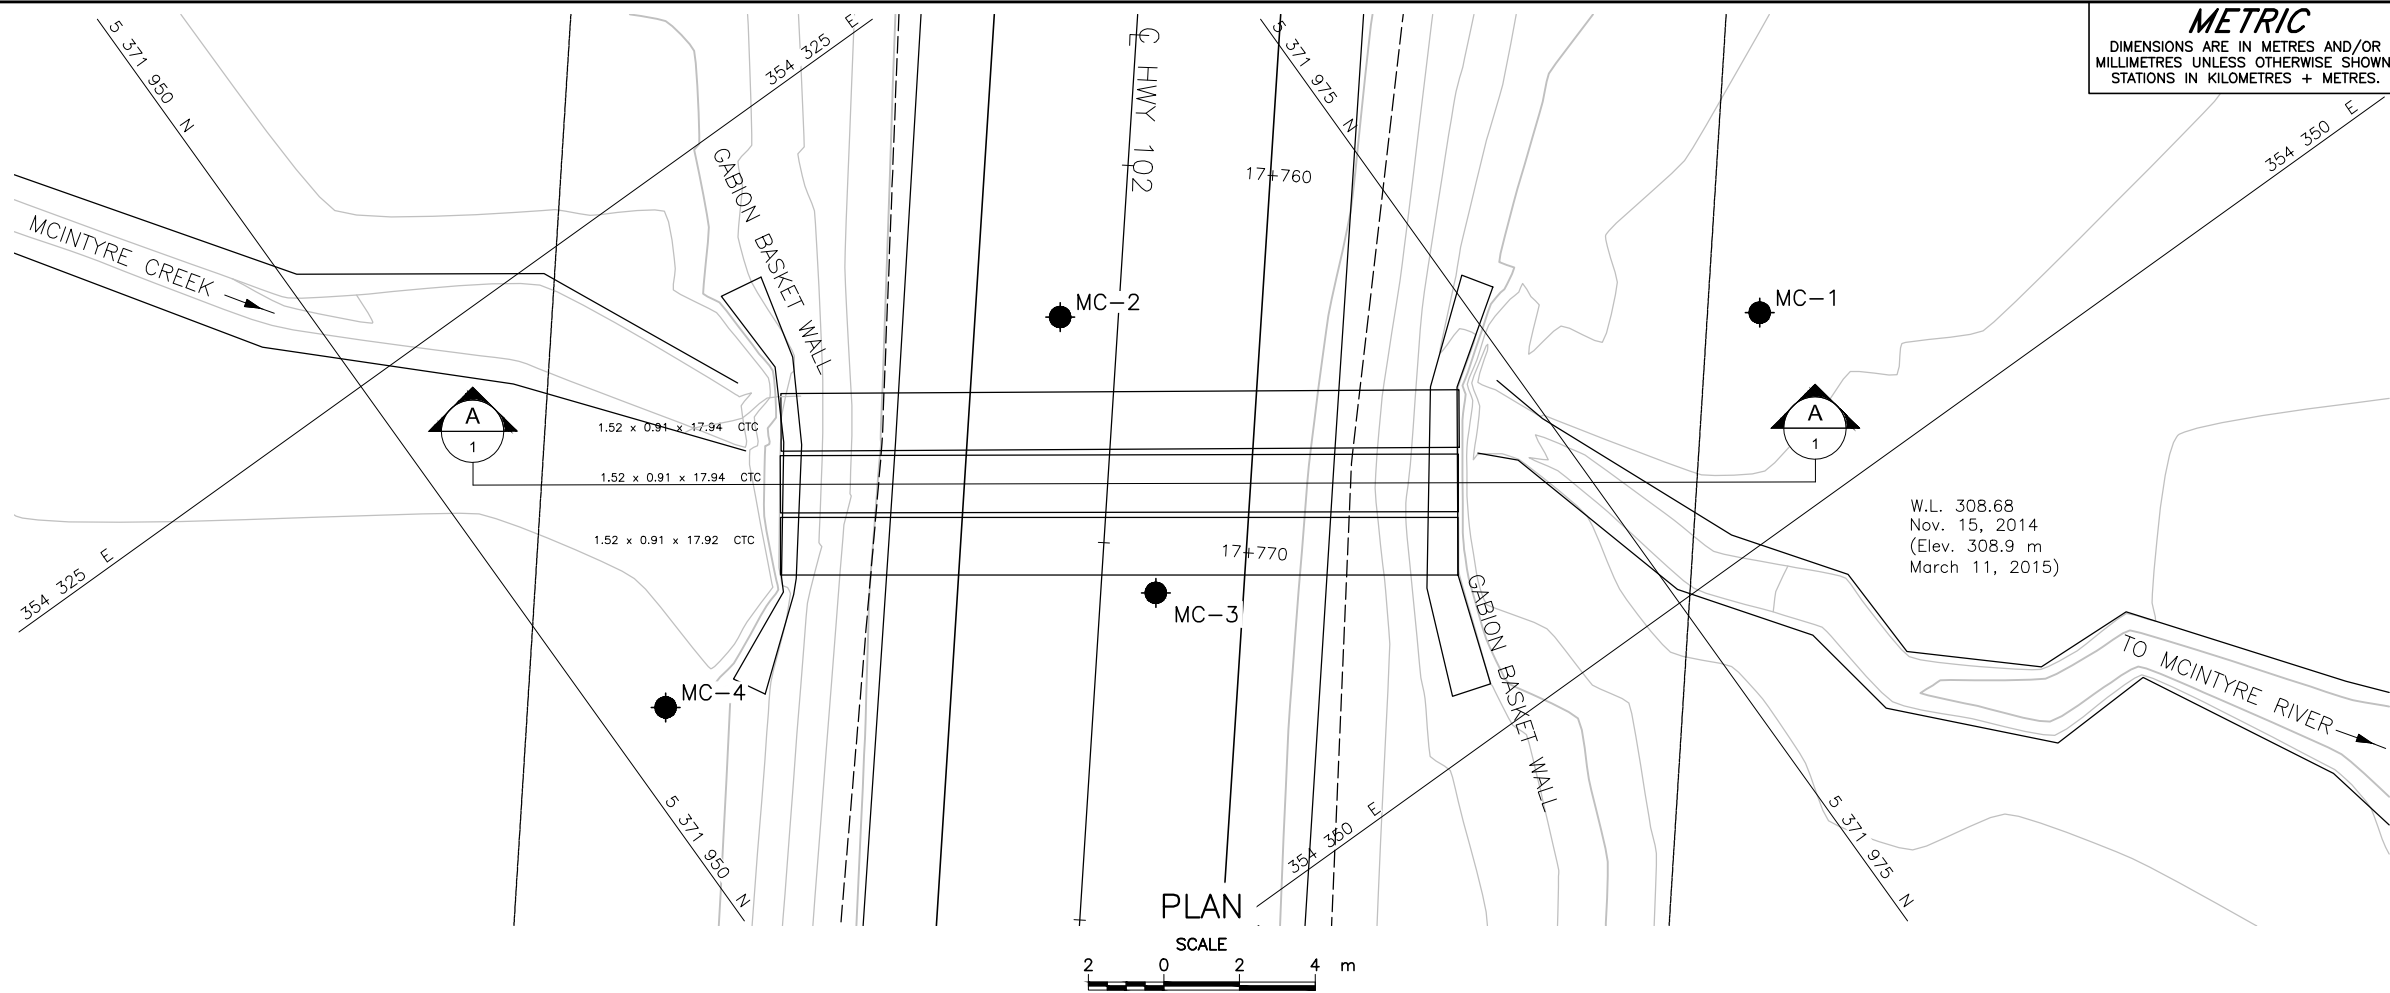 METRIC
DIMENSIONS ARE IN METRES AND/OR
MILLIMETRES UNLESS OTHERWISE SHOWN
STATIONS IN KILOMETRES + METRES.
5 371 950 N
354 325 E
℄ HWY 102
5 371 975 N
354 350 E
17+760
GABION BASKET WALL
MCINTYRE CREEK
MC-2
MC-1
A
1
A
1
1.52 x 0.91 x 17.94 CTC
1.52 x 0.91 x 17.94 CTC
1.52 x 0.91 x 17.92 CTC
W.L. 308.68
Nov. 15, 2014
(Elev. 308.9 m
March 11, 2015)
17+770
354 325 E
MC-3
GABION BASKET WALL
TO MCINTYRE RIVER
MC-4
5 371 950 N
354 350 E
5 371 975 N
PLAN
SCALE
2 0 2 4 m